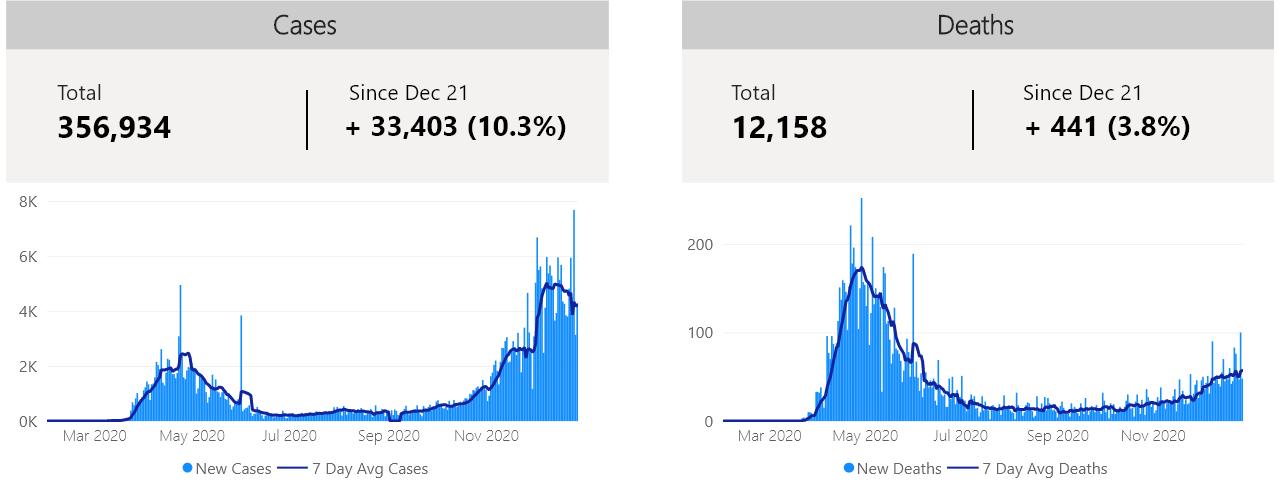 Cases
Total
356,934
Since Dec 21
+ 33,403 (10.3%)
8K
6K
4K
2K
0K
Mar 2020 May 2020 Jul 2020 Sep 2020 Nov 2020
New Cases 7 Day Avg Cases
Deaths
Total
12,158
Since Dec 21
+ 441 (3.8%)
200
100
0
Mar 2020 May 2020 Jul 2020 Sep 2020 Nov 2020
New Deaths 7 Day Avg Deaths